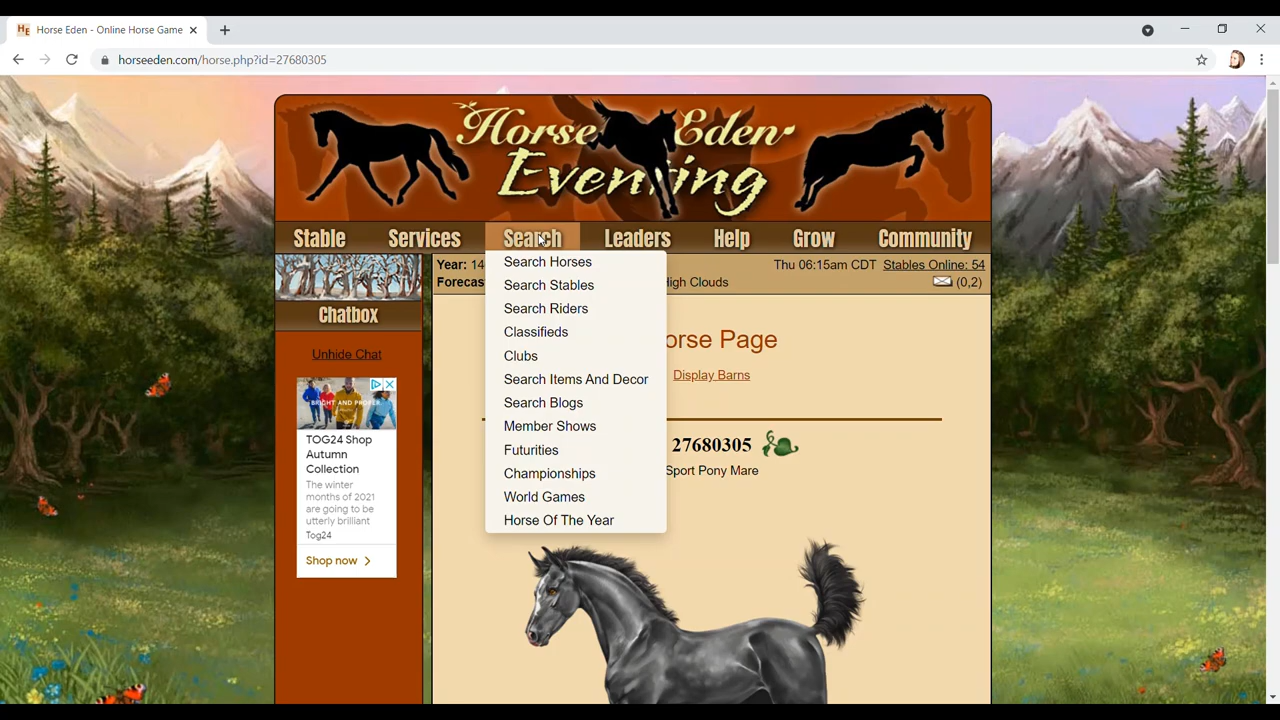 Horse Eden - Online Horse Game
horseeden.com/horse.php?id=27680305
Horse Eden
Eventing
Stable Services Search Leaders Help Grow Community
Year: 14
Thu 06:15am CDT Stables Online: 54
Forecas
High Clouds
(0,2)
Search Horses
Search Stables
Search Riders
Classifieds
Clubs
Search Items And Decor
Search Blogs
Member Shows
Futurities
Championships
World Games
Horse Of The Year
Chatbox
Unhide Chat
BRIGHT AND PROPER.
TOG24 Shop
Autumn
Collection
The winter
months of 2021
are going to be
utterly brilliant
Tog24
Shop now
orse Page
Display Barns
27680305
Sport Pony Mare